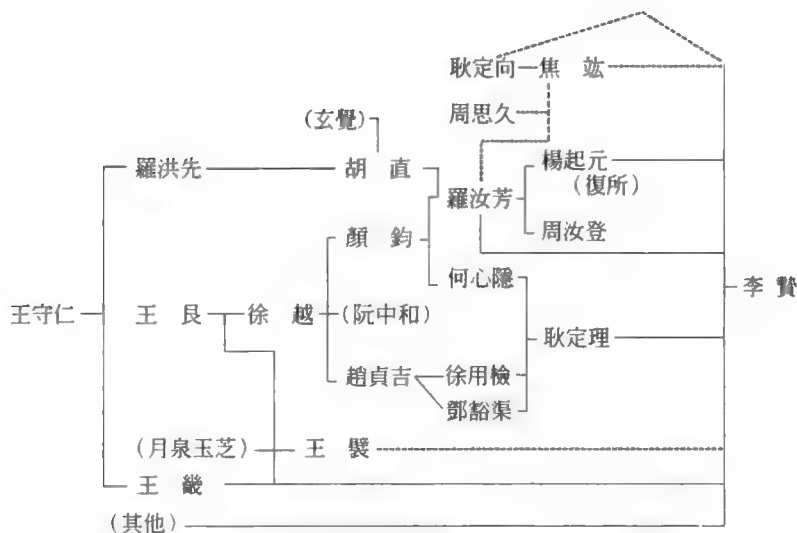 耿定向 焦 竑
周思久
(玄覺)
羅洪先 胡 直 羅汝芳 楊起元
(復所)
顏 鈞 周汝登
何心隱
王守仁 王 艮 徐 越 (阮中和) 李 贄
耿定理
趙貞吉 徐用檢
鄧豁渠
(月泉玉芝) 王 襞
王 畿
(其他)